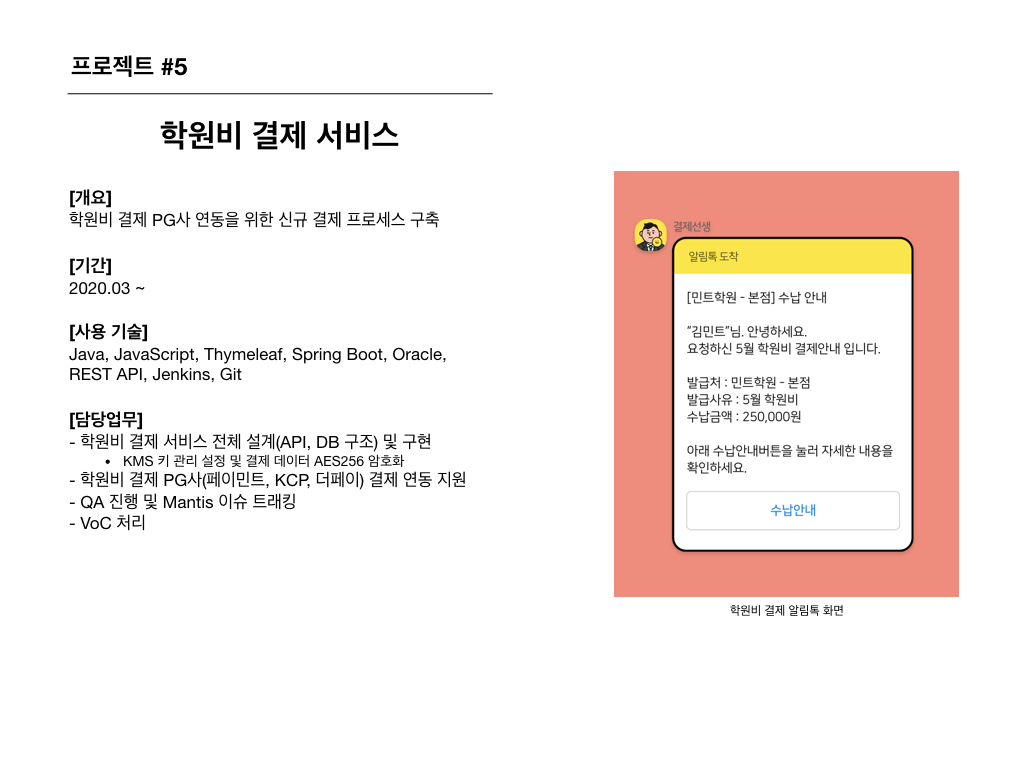 프로젝트 #5
학원비 결제 서비스
[개요]
학원비 결제 PG사 연동을 위한 신규 결제 프로세스 구축
[기간]
2020.03 ~
[사용 기술]
Java, JavaScript, Thymeleaf, Spring Boot, Oracle,
REST API, Jenkins, Git
[담당업무]
- 학원비 결제 서비스 전체 설계(API, DB 구조) 및 구현
• KMS 키 관리 설정 및 결제 데이터 AES256 암호화
- 학원비 결제 PG사(페이민트, KCP, 더페이) 결제 연동 지원
- QA 진행 및 Mantis 이슈 트래킹
- VoC 처리
결제선생
알림톡 도착
[민트학원 - 본점] 수납 안내
“김민트”님. 안녕하세요.
요청하신 5월 학원비 결제안내 입니다.
발급처 : 민트학원 - 본점
발급사유 : 5월 학원비
수납금액 : 250,000원
아래 수납안내버튼을 눌러 자세한 내용을
확인하세요.
수납안내
학원비 결제 알림톡 화면